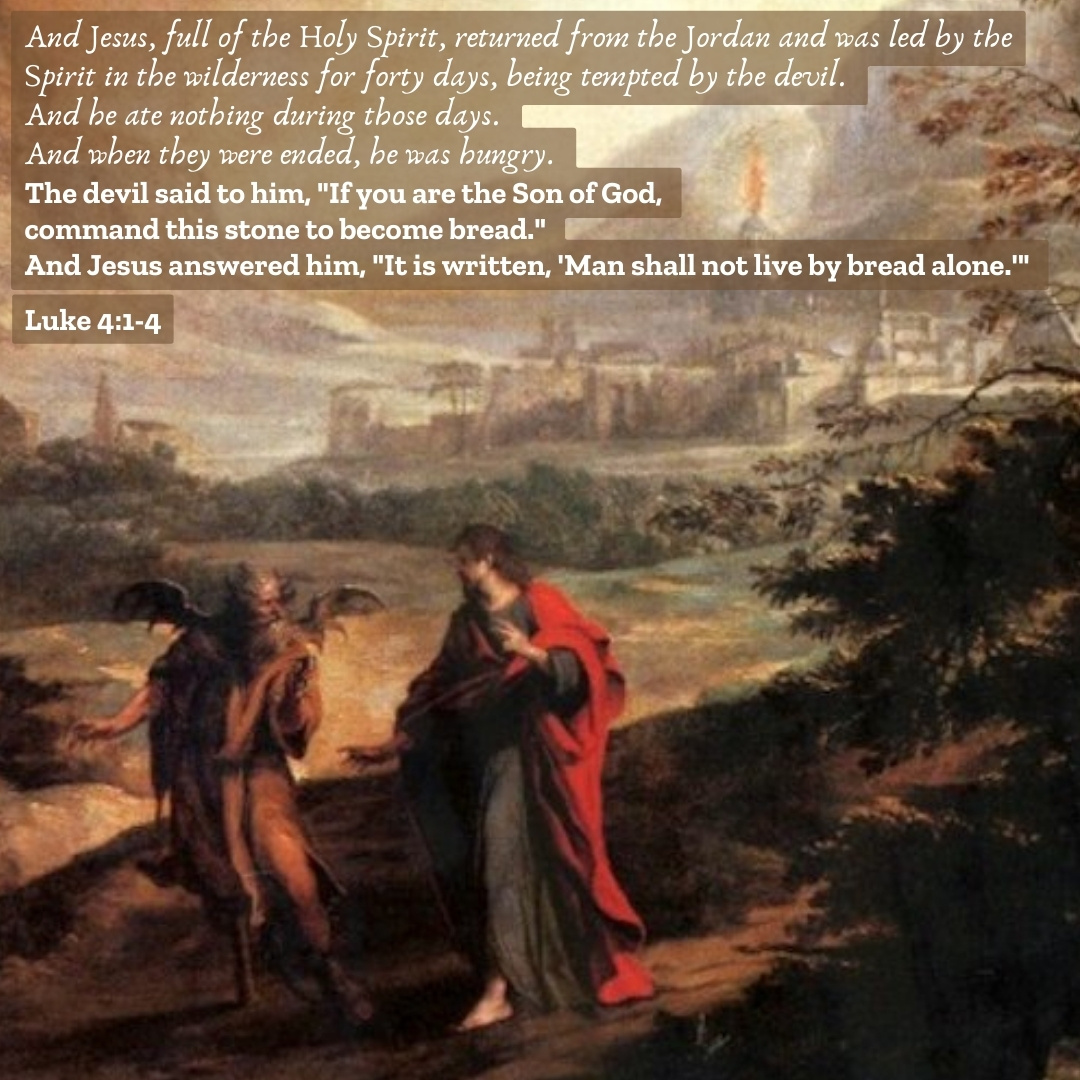 And Jesus, full of the Holy Spirit, returned from the Jordan and was led by the
Spirit in the wilderness for forty days, being tempted by the devil.
And he ate nothing during those days.
And when they were ended, he was hungry.
The devil said to him, "If you are the Son of God,
command this stone to become bread."
And Jesus answered him, "It is written, 'Man shall not live by bread alone.'"
Luke 4:1-4